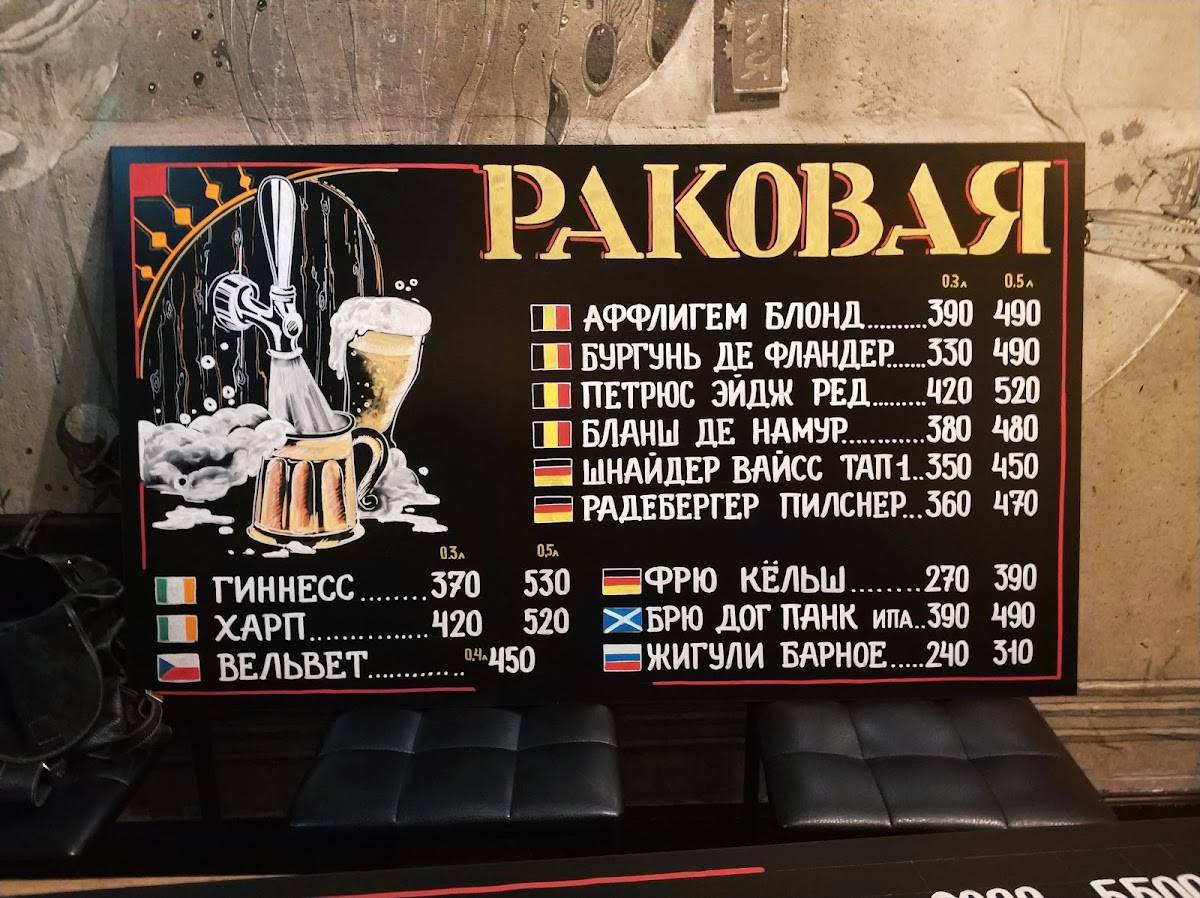 РАКОВАЯ
0.3л 0.5л
АФФЛИГЕМ БЛОНД..........390 490
БУРГУНЬ ДЕ ФЛАНДЕР.......330 490
ПЕТРЮС ЭЙДЖ РЕД.........420 520
БЛАНШ ДЕ НАМУР............380 480
ШНАЙДЕР ВАЙСС ТАП1..350 450
РАДЕБЕРГЕР ПИЛСНЕР...360 470
0.3л 0,5л
ГИННЕСС........370 530
ХАРП.............420 520
ВЕЛЬВЕТ............ 0.4л 450
ФРЮ КЁЛЬШ........270 390
БРЮ ДОГ ПАНК ИПА..390 490
ЖИГУЛИ БАРНОЕ.....240 310